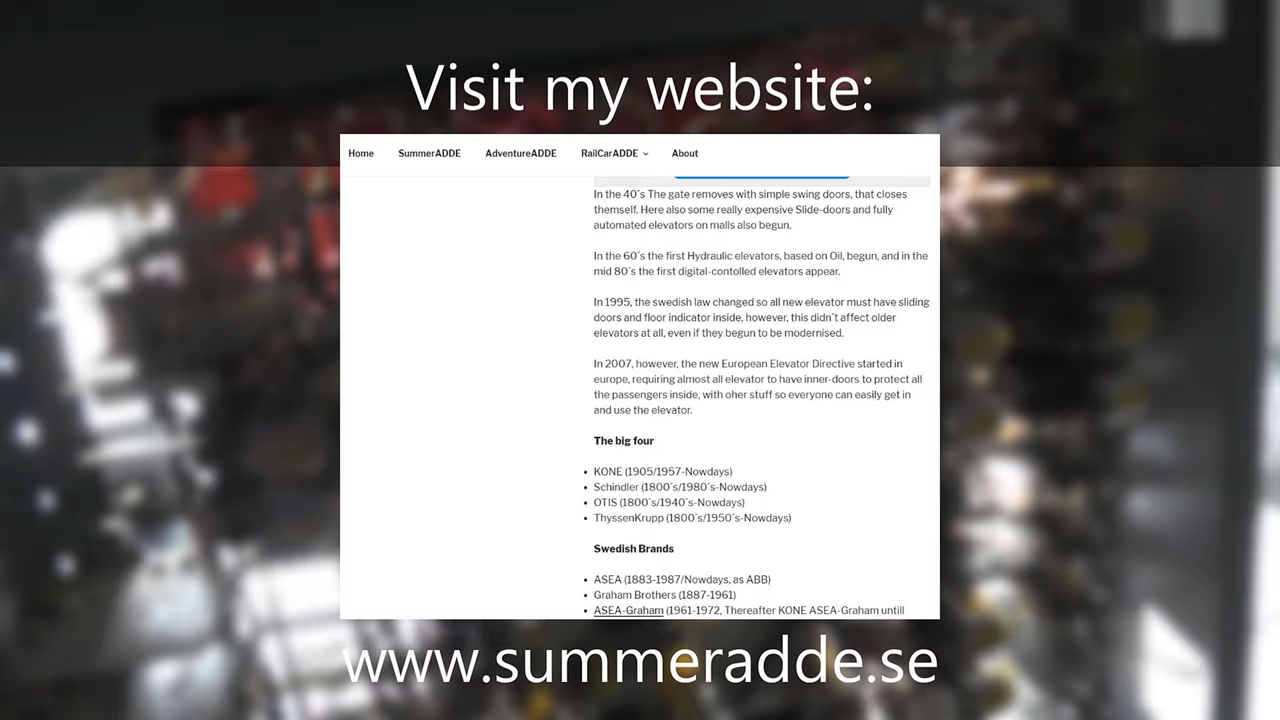 Visit my website:
Home SummerADDE AdventureADDE RailCarADDE About
In the 40´s The gate removes with simple swing doors, that closes
themself. Here also some really expensive Slide-doors and fully
automated elevators on malls also begun.
In the 60´s the first Hydraulic elevators, based on Oil, begun, and in the
mid 80´s the first digital-contolled elevators appear.
In 1995, the swedish law changed so all new elevator must have sliding
doors and floor indicator inside, however, this didn´t affect older
elevators at all, even if they begun to be modernised.
In 2007, however, the new European Elevator Directive started in
europe, requiring almost all elevator to have inner-doors to protect all
the passengers inside, with oher stuff so everyone can easily get in
and use the elevator.
The big four
• KONE (1905/1957-Nowdays)
• Schindler (1800´s/1980´s-Nowdays)
• OTIS (1800´s/1940´s-Nowdays)
• ThyssenKrupp (1800´s/1950´s-Nowdays)
Swedish Brands
• ASEA (1883-1987/Nowdays, as ABB)
• Graham Brothers (1887-1961)
• ASEA-Graham (1961-1972, Thereafter KONE ASEA-Graham untill
www.summeradde.se